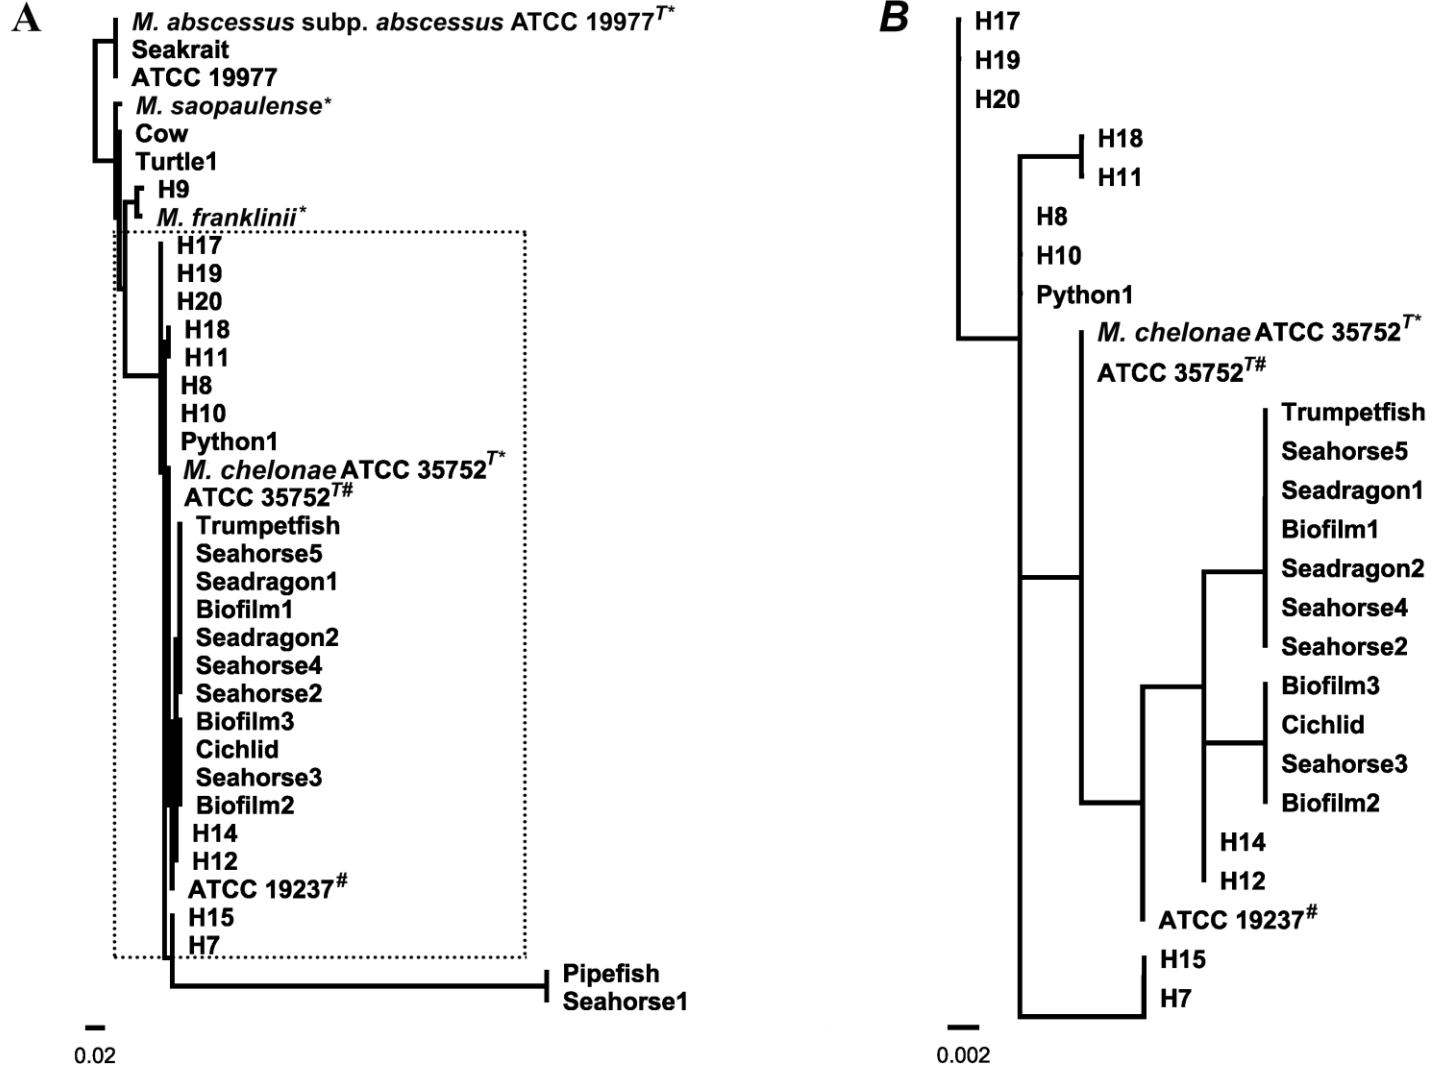 A
M. abscessus subp. abscessus ATCC 19977T*
Seakrait
ATCC 19977
M. saopaulense*
Cow
Turtle1
H9
M. franklinii*
H17
H19
H20
H18
H11
H8
H10
Python1
M. chelonae ATCC 35752T*
ATCC 35752T#
Trumpetfish
Seahorse5
Seadragon1
Biofilm1
Seadragon2
Seahorse4
Seahorse2
Biofilm3
Cichlid
Seahorse3
Biofilm2
H14
H12
ATCC 19237#
H15
H7
Pipefish
Seahorse1
0.02
B
H17
H19
H20
H18
H11
H8
H10
Python1
M. chelonae ATCC 35752T*
ATCC 35752T#
Trumpetfish
Seahorse5
Seadragon1
Biofilm1
Seadragon2
Seahorse4
Seahorse2
Biofilm3
Cichlid
Seahorse3
Biofilm2
H14
H12
ATCC 19237#
H15
H7
0.002